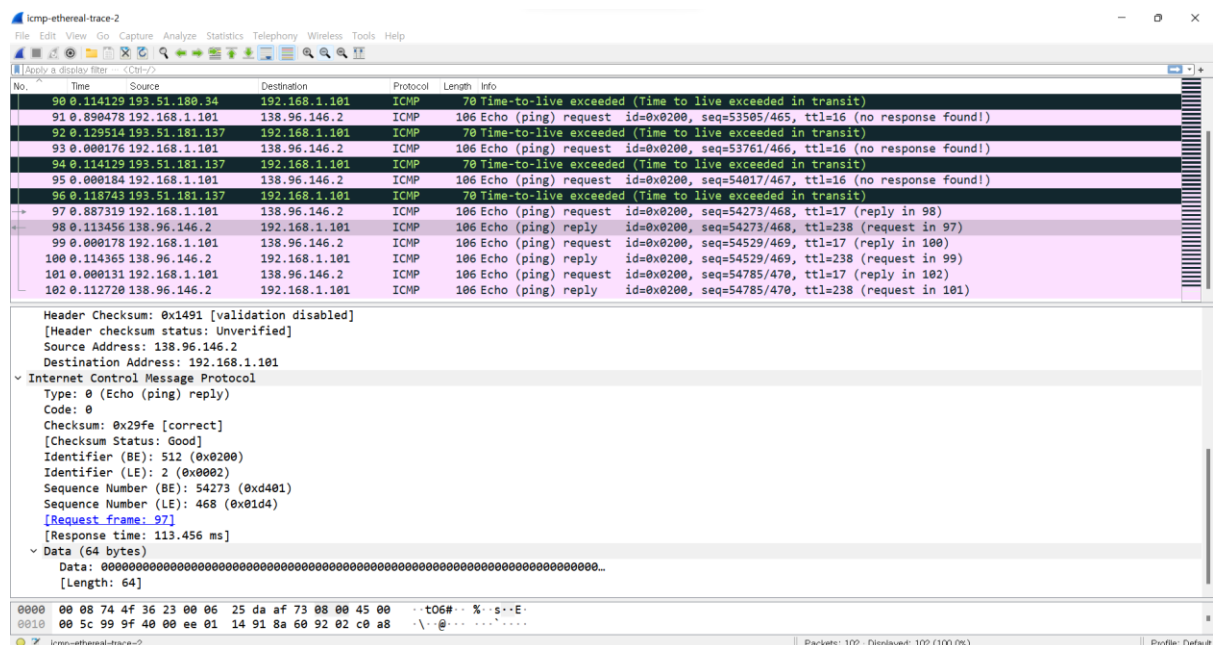 icmp-ethereal-trace-2
File Edit View Go Capture Analyze Statistics Telephony Wireless Tools Help
Apply a display filter ... <Ctrl-/>
No. Time Source Destination Protocol Length Info
90 0.114129 193.51.180.34 192.168.1.101 ICMP 70 Time-to-live exceeded (Time to live exceeded in transit)
91 0.890478 192.168.1.101 138.96.146.2 ICMP 106 Echo (ping) request id=0x0200, seq=53505/465, ttl=16 (no response found!)
92 0.129514 193.51.181.137 192.168.1.101 ICMP 70 Time-to-live exceeded (Time to live exceeded in transit)
93 0.000176 192.168.1.101 138.96.146.2 ICMP 106 Echo (ping) request id=0x0200, seq=53761/466, ttl=16 (no response found!)
94 0.114129 193.51.181.137 192.168.1.101 ICMP 70 Time-to-live exceeded (Time to live exceeded in transit)
95 0.000184 192.168.1.101 138.96.146.2 ICMP 106 Echo (ping) request id=0x0200, seq=54017/467, ttl=16 (no response found!)
96 0.118743 193.51.181.137 192.168.1.101 ICMP 70 Time-to-live exceeded (Time to live exceeded in transit)
97 0.887319 192.168.1.101 138.96.146.2 ICMP 106 Echo (ping) request id=0x0200, seq=54273/468, ttl=17 (reply in 98)
98 0.113456 138.96.146.2 192.168.1.101 ICMP 106 Echo (ping) reply id=0x0200, seq=54273/468, ttl=238 (request in 97)
99 0.000178 192.168.1.101 138.96.146.2 ICMP 106 Echo (ping) request id=0x0200, seq=54529/469, ttl=17 (reply in 100)
100 0.114365 138.96.146.2 192.168.1.101 ICMP 106 Echo (ping) reply id=0x0200, seq=54529/469, ttl=238 (request in 99)
101 0.000131 192.168.1.101 138.96.146.2 ICMP 106 Echo (ping) request id=0x0200, seq=54785/470, ttl=17 (reply in 102)
102 0.112720 138.96.146.2 192.168.1.101 ICMP 106 Echo (ping) reply id=0x0200, seq=54785/470, ttl=238 (request in 101)
Header Checksum: 0x1491 [validation disabled]
[Header checksum status: Unverified]
Source Address: 138.96.146.2
Destination Address: 192.168.1.101
Internet Control Message Protocol
Type: 0 (Echo (ping) reply)
Code: 0
Checksum: 0x29fe [correct]
[Checksum Status: Good]
Identifier (BE): 512 (0x0200)
Identifier (LE): 2 (0x0002)
Sequence Number (BE): 54273 (0xd401)
Sequence Number (LE): 468 (0x01d4)
[Request frame: 97]
[Response time: 113.456 ms]
Data (64 bytes)
Data: 000000000000000000000000000000000000000000000000000000000000000000…
[Length: 64]
0000 00 08 74 4f 36 23 00 06 25 da af 73 08 00 45 00 ··tO6#·· %··s··E·
0010 00 5c 99 9f 40 00 ee 01 14 91 8a 60 92 02 c0 a8 ·\··@··· ···`····
icmp-ethereal-trace-2 Packets: 102 · Displayed: 102 (100.0%) Profile: Default